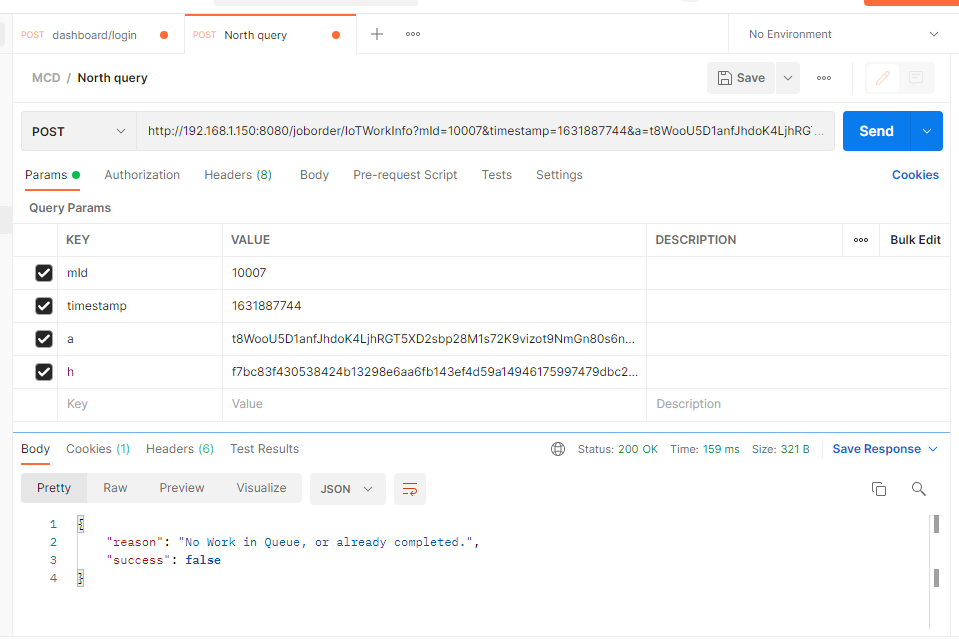 POST dashboard/login
POST North query
No Environment
MCD / North query
Save
POST
http://192.168.1.150:8080/joborder/IoTWorkInfo?mId=10007&timestamp=1631887744&a=t8WooU5D1anfJhdoK4LjhRG...
Send
Params Authorization Headers (8) Body Pre-request Script Tests Settings Cookies
Query Params
KEY VALUE DESCRIPTION Bulk Edit
mId 10007
timestamp 1631887744
a t8WooU5D1anfJhdoK4LjhRGT5XD2sbp28M1s72K9vizot9NmGn80s6n...
h f7bc83f430538424b13298e6aa6fb143ef4d59a14946175997479dbc2...
Key Value Description
Body Cookies (1) Headers (6) Test Results Status: 200 OK Time: 159 ms Size: 321 B Save Response
Pretty Raw Preview Visualize JSON
1 {
2 "reason": "No Work in Queue, or already completed.",
3 "success": false
4 }